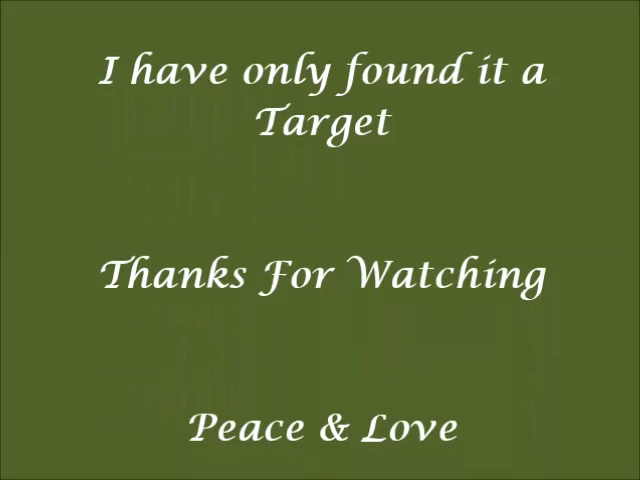 I have only found it a
Target
Thanks For Watching
Peace & Love